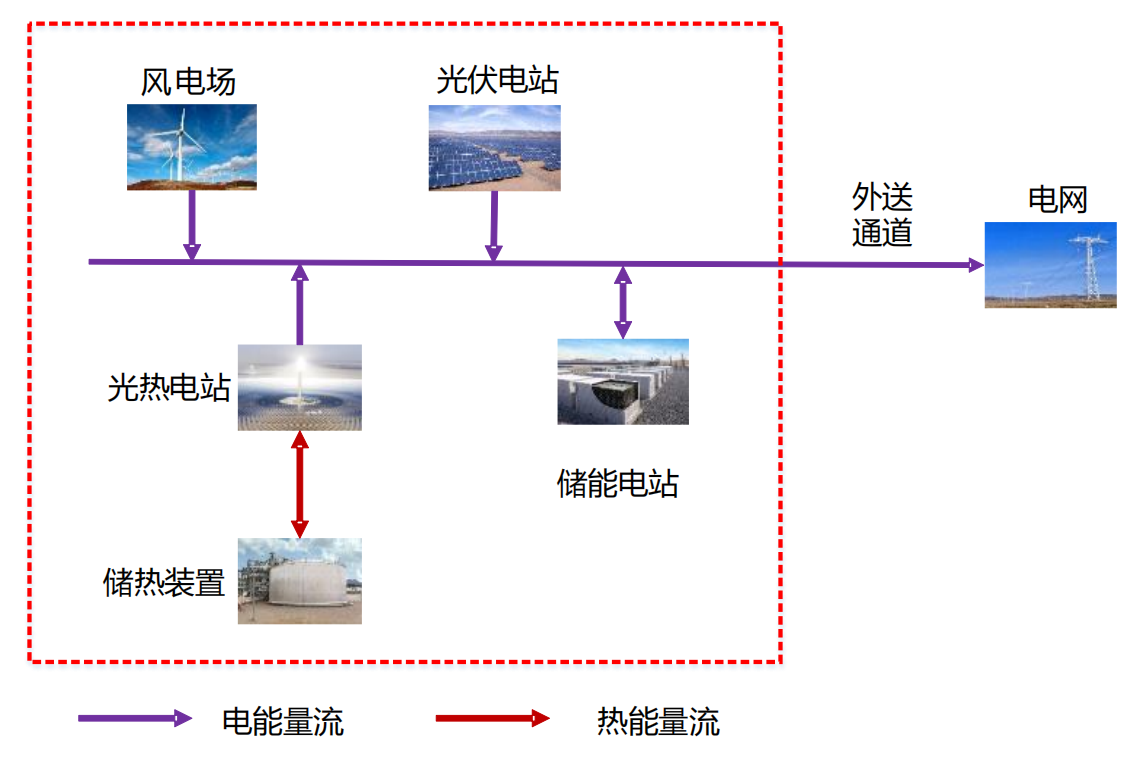 风电场
光伏电站
外送
通道
电网
光热电站
储能电站
储热装置
电能量流
热能量流